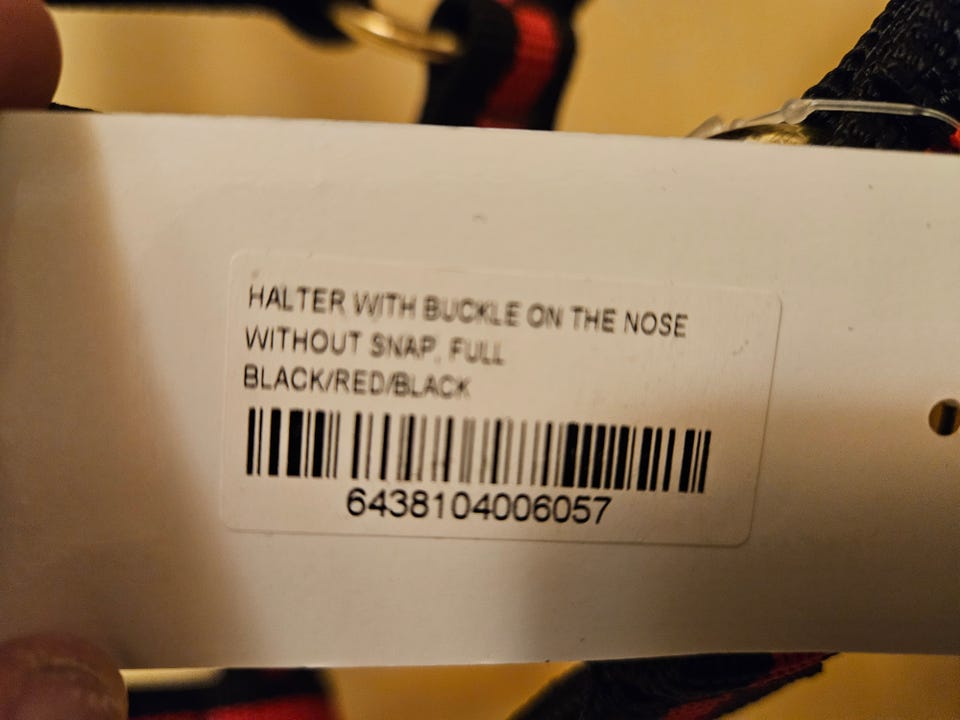 HALTER WITH BUCKLE ON THE NOSE
WITHOUT SNAP, FULL
BLACK/RED/BLACK
6438104006057